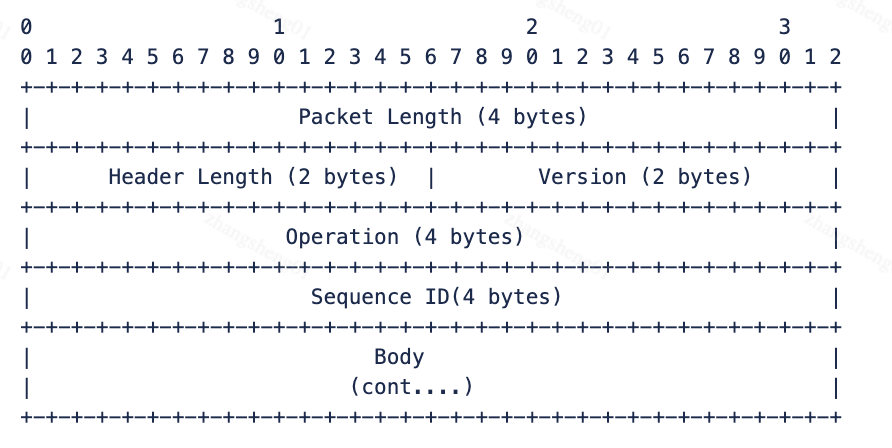 0                   1                   2                   3
0 1 2 3 4 5 6 7 8 9 0 1 2 3 4 5 6 7 8 9 0 1 2 3 4 5 6 7 8 9 0 1 2
+-+-+-+-+-+-+-+-+-+-+-+-+-+-+-+-+-+-+-+-+-+-+-+-+-+-+-+-+-+-+-+-+
|                     Packet Length (4 bytes)                   |
+-+-+-+-+-+-+-+-+-+-+-+-+-+-+-+-+-+-+-+-+-+-+-+-+-+-+-+-+-+-+-+-+
|      Header Length (2 bytes)  |        Version (2 bytes)      |
+-+-+-+-+-+-+-+-+-+-+-+-+-+-+-+-+-+-+-+-+-+-+-+-+-+-+-+-+-+-+-+-+
|                    Operation (4 bytes)                        |
+-+-+-+-+-+-+-+-+-+-+-+-+-+-+-+-+-+-+-+-+-+-+-+-+-+-+-+-+-+-+-+-+
|                      Sequence ID(4 bytes)                     |
+-+-+-+-+-+-+-+-+-+-+-+-+-+-+-+-+-+-+-+-+-+-+-+-+-+-+-+-+-+-+-+-+
|                           Body                                |
|                         (cont....)                            |
+-+-+-+-+-+-+-+-+-+-+-+-+-+-+-+-+-+-+-+-+-+-+-+-+-+-+-+-+-+-+-+-+
zhangsheng01